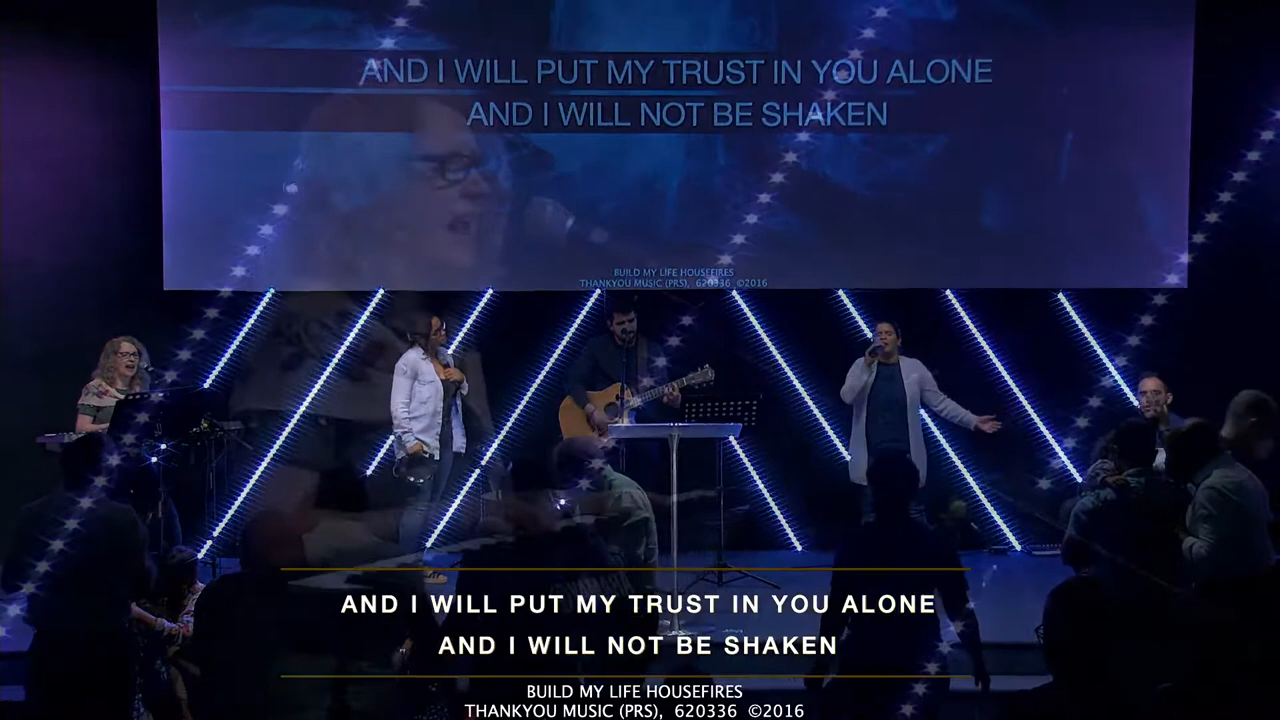 AND I WILL PUT MY TRUST IN YOU ALONE
AND I WILL NOT BE SHAKEN
BUILD MY LIFE HOUSEFIRES
THANKYOU MUSIC (PRS), 620336 ©2016
AND I WILL PUT MY TRUST IN YOU ALONE
AND I WILL NOT BE SHAKEN
BUILD MY LIFE HOUSEFIRES
THANKYOU MUSIC (PRS), 620336 ©2016